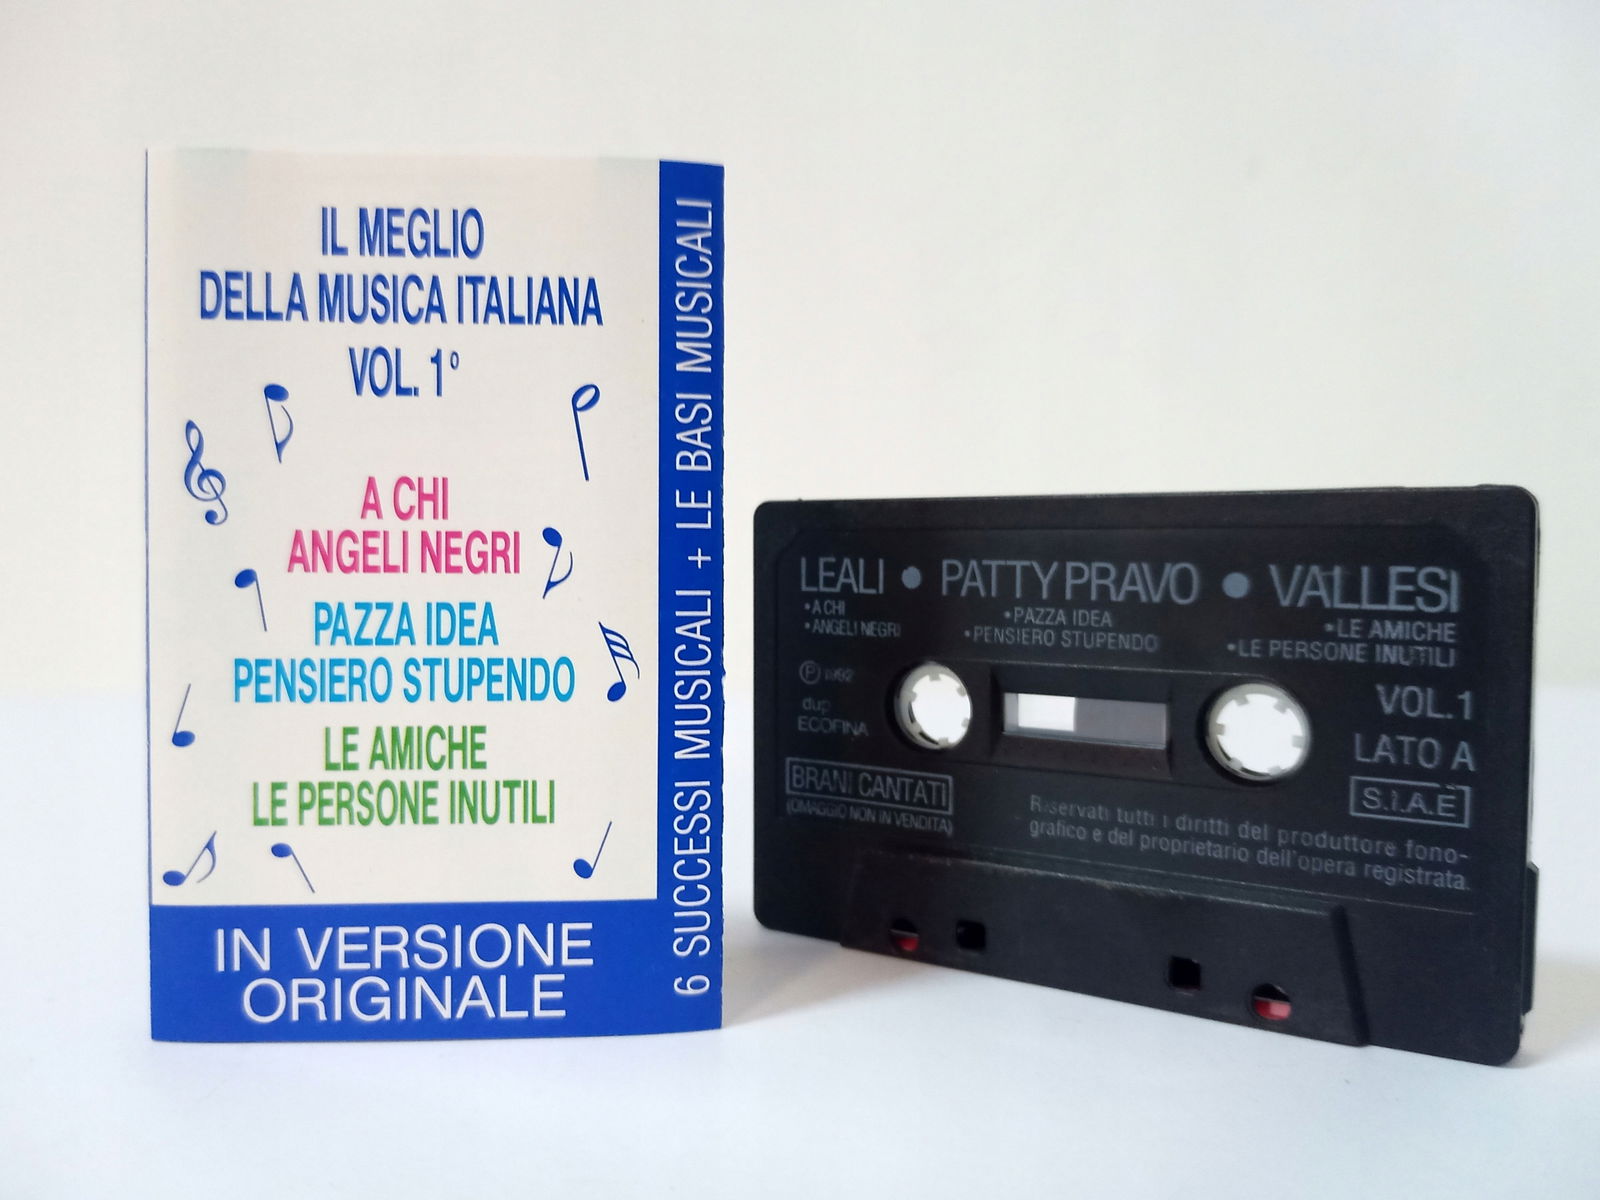 IL MEGLIO
DELLA MUSICA ITALIANA
VOL. 1°
A CHI
ANGELI NEGRI
PAZZA IDEA
PENSIERO STUPENDO
LE AMICHE
LE PERSONE INUTILI
IN VERSIONE
ORIGINALE
6 SUCCESSI MUSICALI + LE BASI MUSICALI
LEALI • PATTY PRAVO • VALLESI
• A CHI
• ANGELI NEGRI
• PAZZA IDEA
• PENSIERO STUPENDO
• LE AMICHE
• LE PERSONE INUTILI
Ⓟ 1992
dup
ECOFINA
BRANI CANTATI
(OMAGGIO NON IN VENDITA)
VOL.1
LATO A
S.I.A.E
Riservati tutti i diritti del produttore fono-
grafico e del proprietario dell'opera registrata.